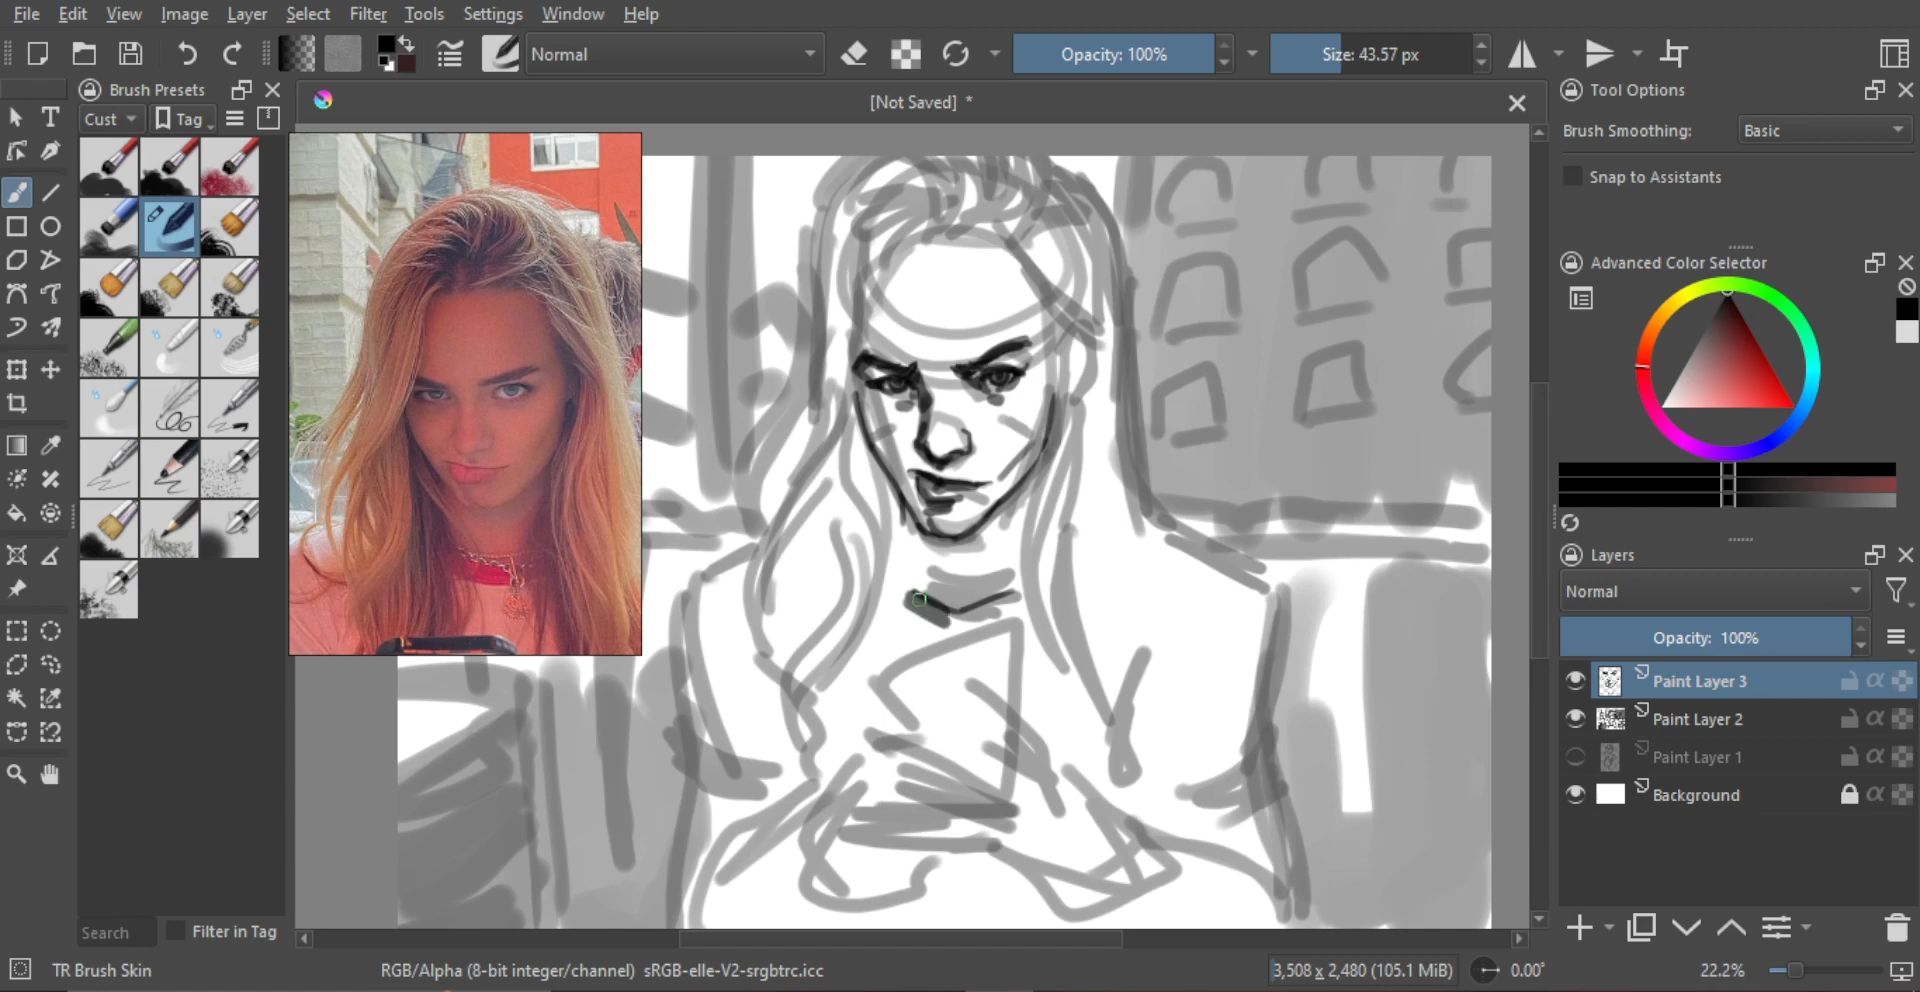 File Edit View Image Layer Select Filter Tools Settings Window Help
Normal Opacity: 100% Size: 43.57 px
Brush Presets
Cust Tag
[Not Saved] *
Tool Options
Brush Smoothing: Basic
Snap to Assistants
Advanced Color Selector
Layers
Normal
Opacity: 100%
Paint Layer 3
Paint Layer 2
Paint Layer 1
Background
Search Filter in Tag
TR Brush Skin RGB/Alpha (8-bit integer/channel) sRGB-elle-V2-srgbtrc.icc 3,508 x 2,480 (105.1 MiB) 0.00° 22.2%